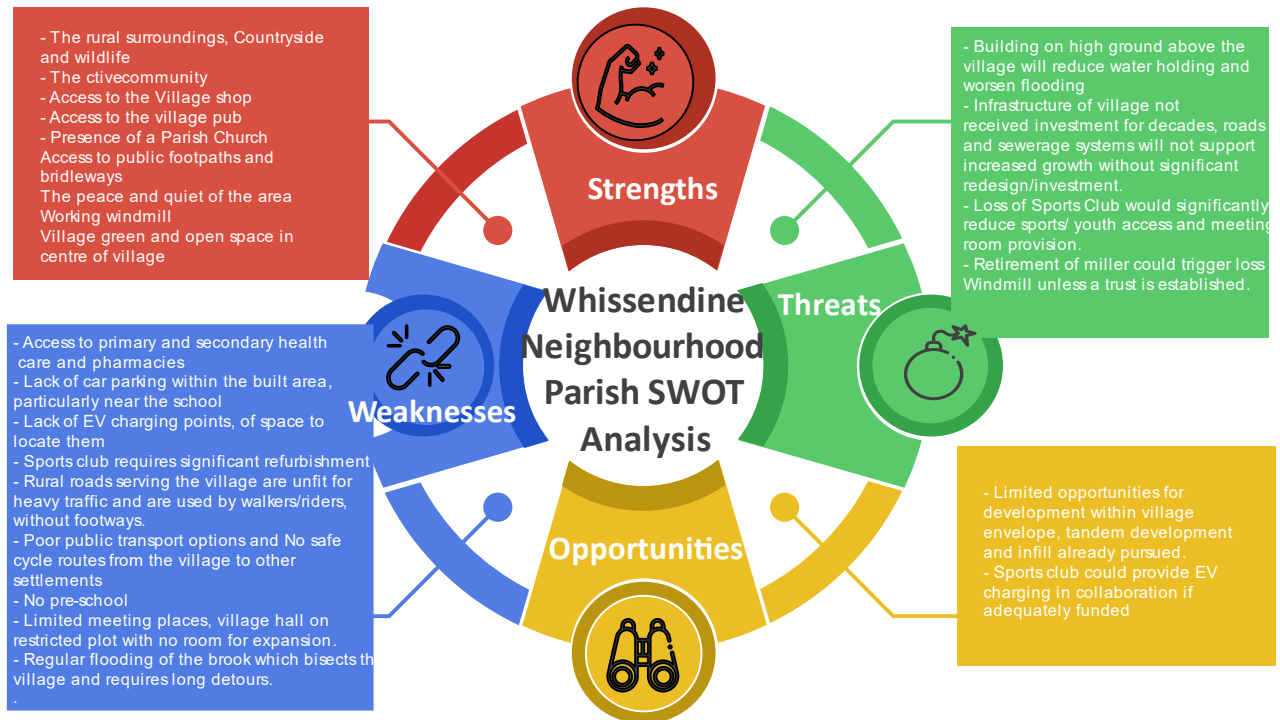 - The rural surroundings, Countryside
and wildlife
- The ctivecommunity
- Access to the Village shop
- Access to the village pub
- Presence of a Parish Church
Access to public footpaths and
bridleways
The peace and quiet of the area
Working windmill
Village green and open space in
centre of village
Strengths
- Building on high ground above the
village will reduce water holding and
worsen flooding
- Infrastructure of village not
received investment for decades, roads
and sewerage systems will not support
increased growth without significant
redesign/investment.
- Loss of Sports Club would significantly
reduce sports/ youth access and meeting
room provision.
- Retirement of miller could trigger loss
Windmill unless a trust is established.
Threats
Whissendine
Neighbourhood
Parish SWOT
Analysis
Weaknesses
- Access to primary and secondary health
care and pharmacies
- Lack of car parking within the built area,
particularly near the school
- Lack of EV charging points, of space to
locate them
- Sports club requires significant refurbishment
- Rural roads serving the village are unfit for
heavy traffic and are used by walkers/riders,
without footways.
- Poor public transport options and No safe
cycle routes from the village to other
settlements
- No pre-school
- Limited meeting places, village hall on
restricted plot with no room for expansion.
- Regular flooding of the brook which bisects th
village and requires long detours.
.
Opportunities
- Limited opportunities for
development within village
envelope, tandem development
and infill already pursued.
- Sports club could provide EV
charging in collaboration if
adequately funded